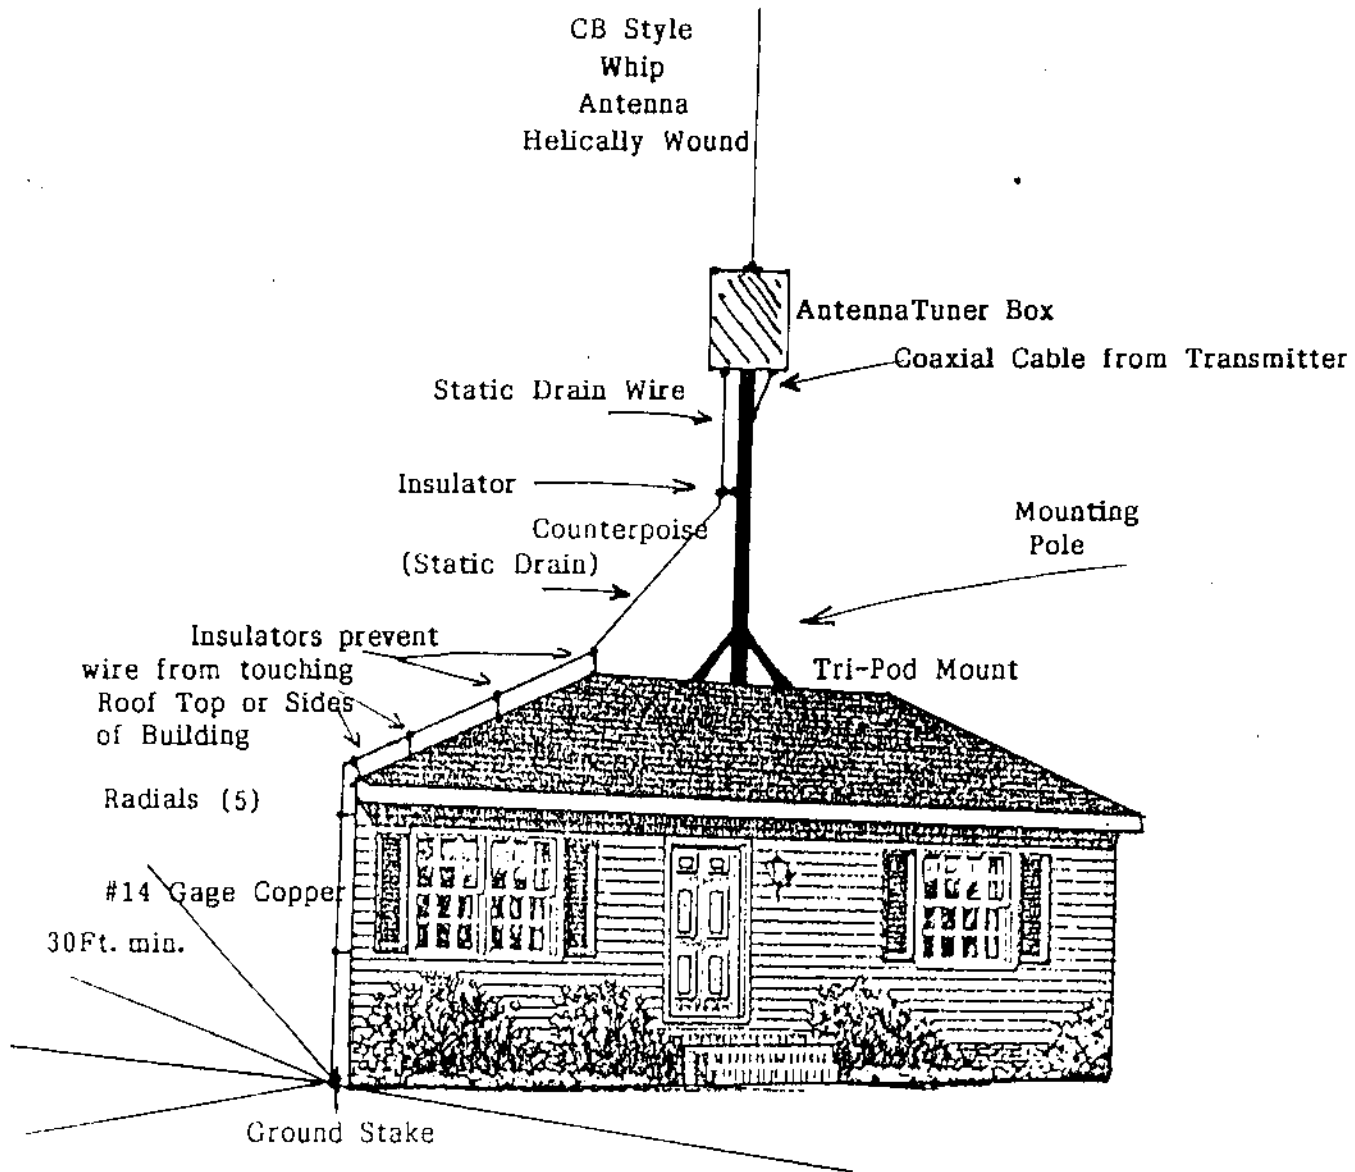 CB Style
Whip
Antenna
Helically Wound
AntennaTuner Box
Coaxial Cable from Transmitter
Static Drain Wire
Insulator
Counterpoise
(Static Drain)
Mounting
Pole
Insulators prevent
wire from touching
Roof Top or Sides
of Building
Tri-Pod Mount
Radials (5)
#14 Gage Copper
30Ft. min.
Ground Stake